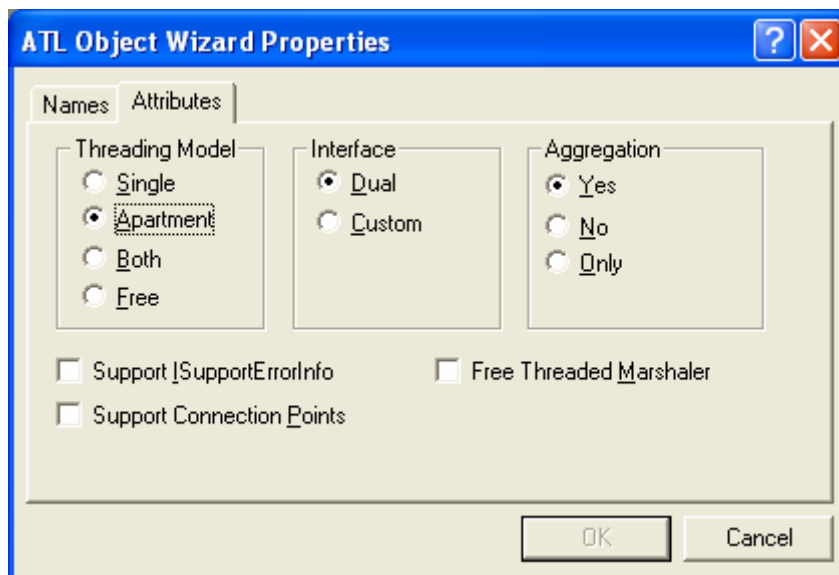 ATL Object Wizard Properties
Names Attributes
Threading Model Interface Aggregation
Single Dual Yes
Apartment Custom No
Both Only
Free
Support ISupportErrorInfo Free Threaded Marshaler
Support Connection Points
OK Cancel